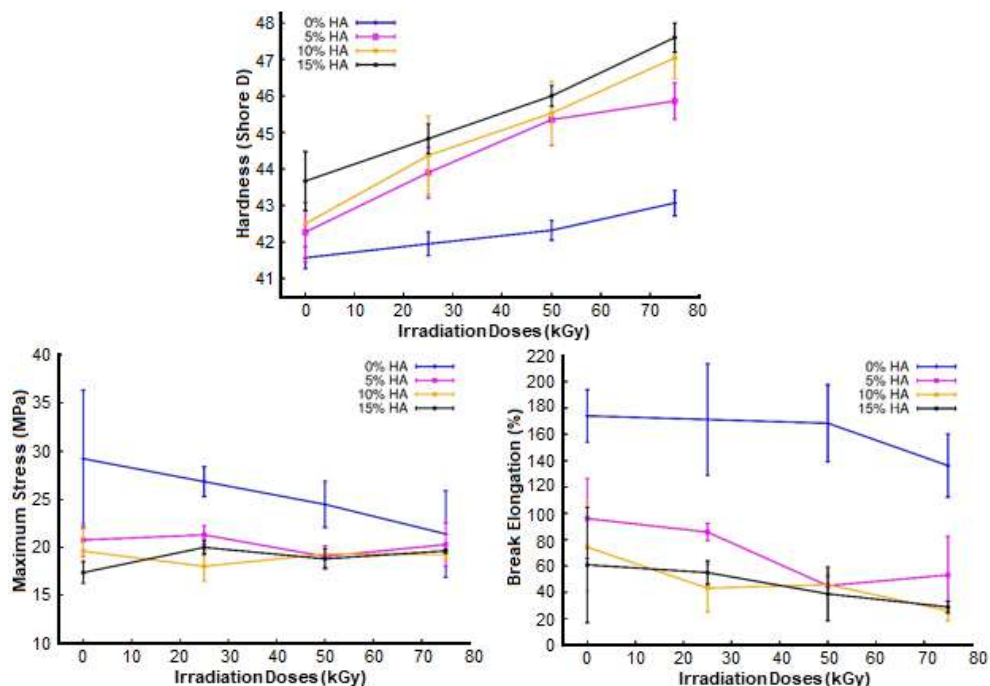 0% HA
5% HA
10% HA
15% HA
48
47
46
45
44
43
42
41
Hardness (Shore D)
0 10 20 30 40 50 60 70 80
Irradiation Doses (kGy)
0% HA
5% HA
10% HA
15% HA
40
35
30
25
20
15
10
Maximum Stress (MPa)
0 10 20 30 40 50 60 70 80
Irradiation Doses (kGy)
0% HA
5% HA
10% HA
15% HA
220
200
180
160
140
120
100
80
60
40
20
0
Break Elongation (%)
0 10 20 30 40 50 60 70 80
Irradiation Doses (kGy)